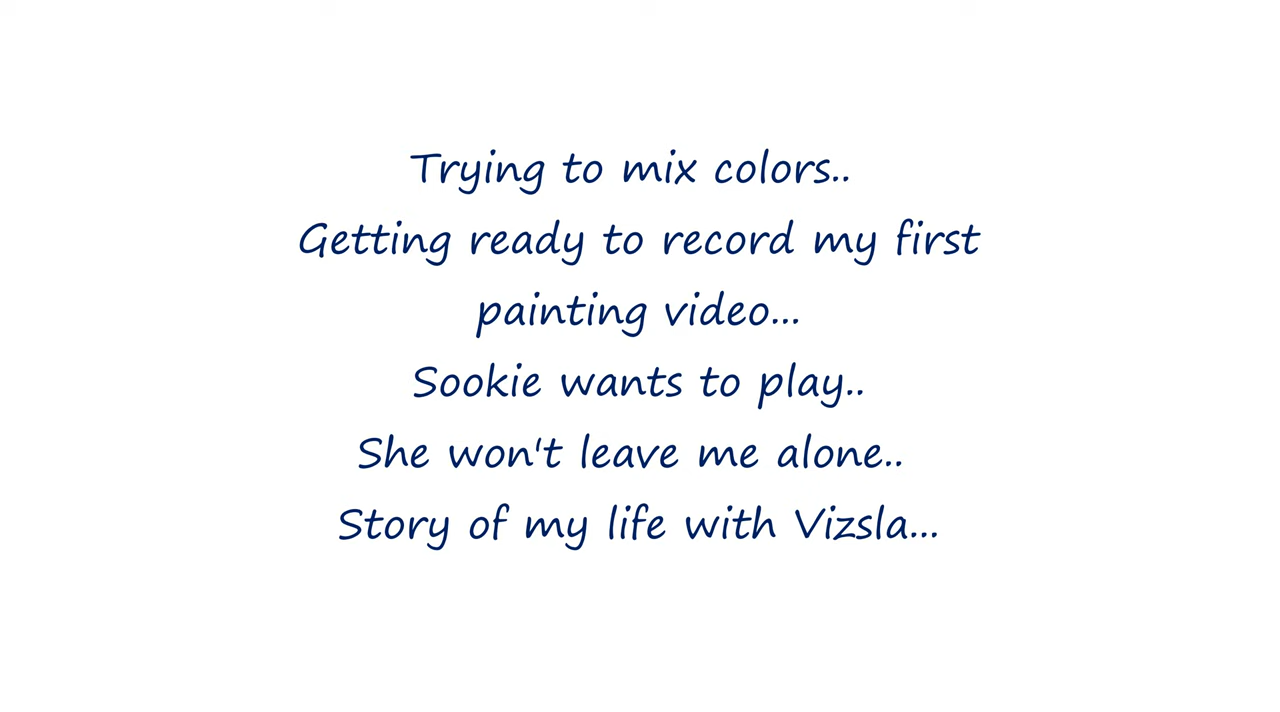 Trying to mix colors..
Getting ready to record my first
painting video...
Sookie wants to play..
She won't leave me alone..
Story of my life with Vizsla...